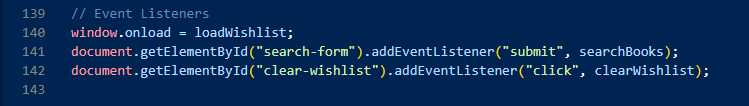 139 // Event Listeners
140 window.onload = loadWishlist;
141 document.getElementById("search-form").addEventListener("submit", searchBooks);
142 document.getElementById("clear-wishlist").addEventListener("click", clearWishlist);
143